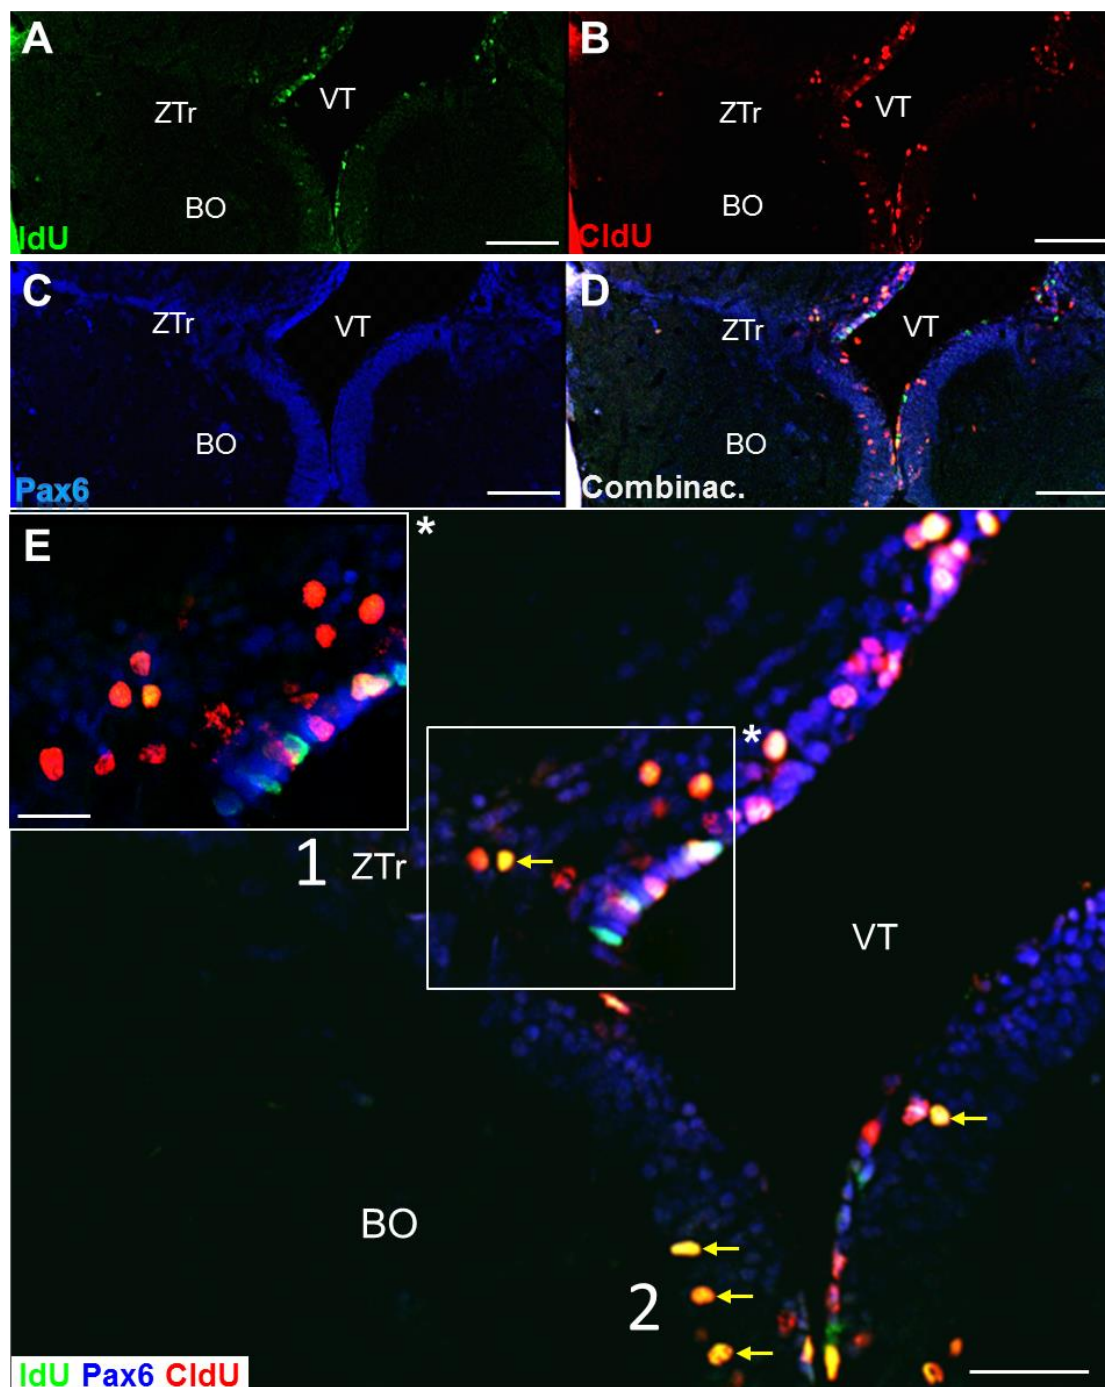 A
B
ZTr
VT
ZTr
VT
BO
BO
IdU
CldU
C
D
ZTr
VT
ZTr
VT
BO
BO
Pax6
Combinac.
E
*
*
1 ZTr
VT
BO
2
IdU Pax6 CldU